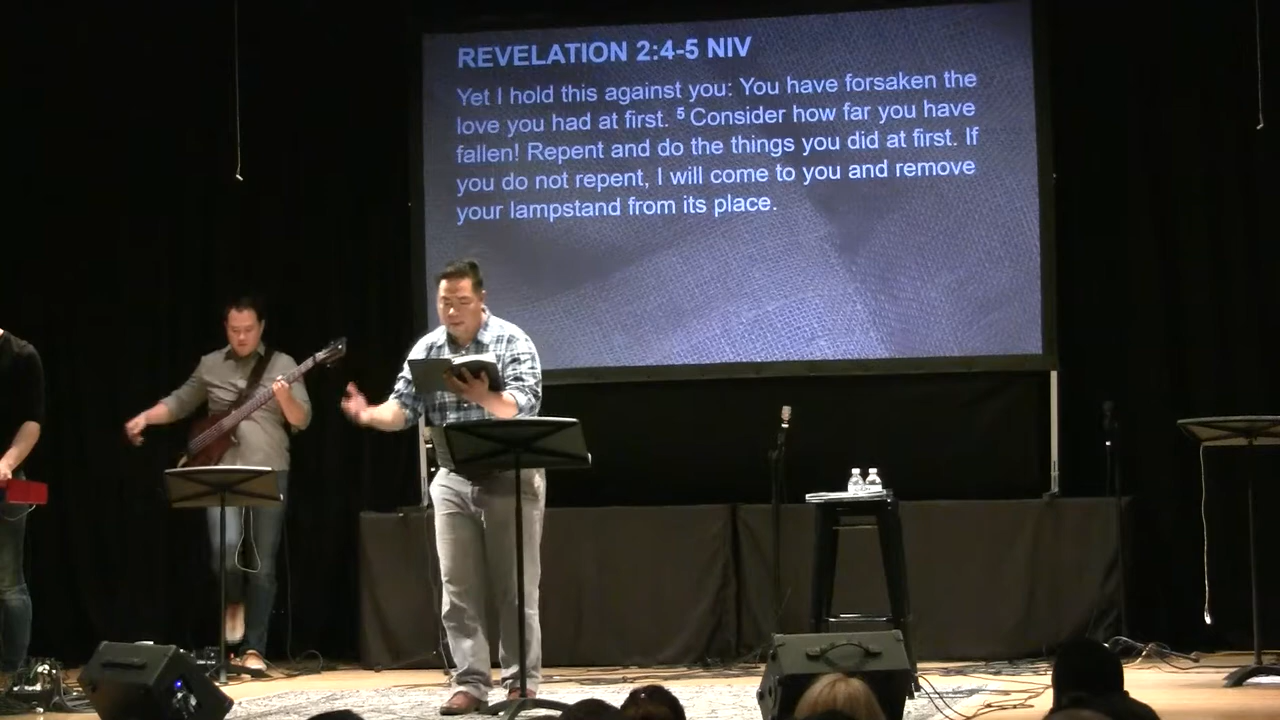 REVELATION 2:4-5 NIV
Yet I hold this against you: You have forsaken the
love you had at first. ⁵ Consider how far you have
fallen! Repent and do the things you did at first. If
you do not repent, I will come to you and remove
your lampstand from its place.